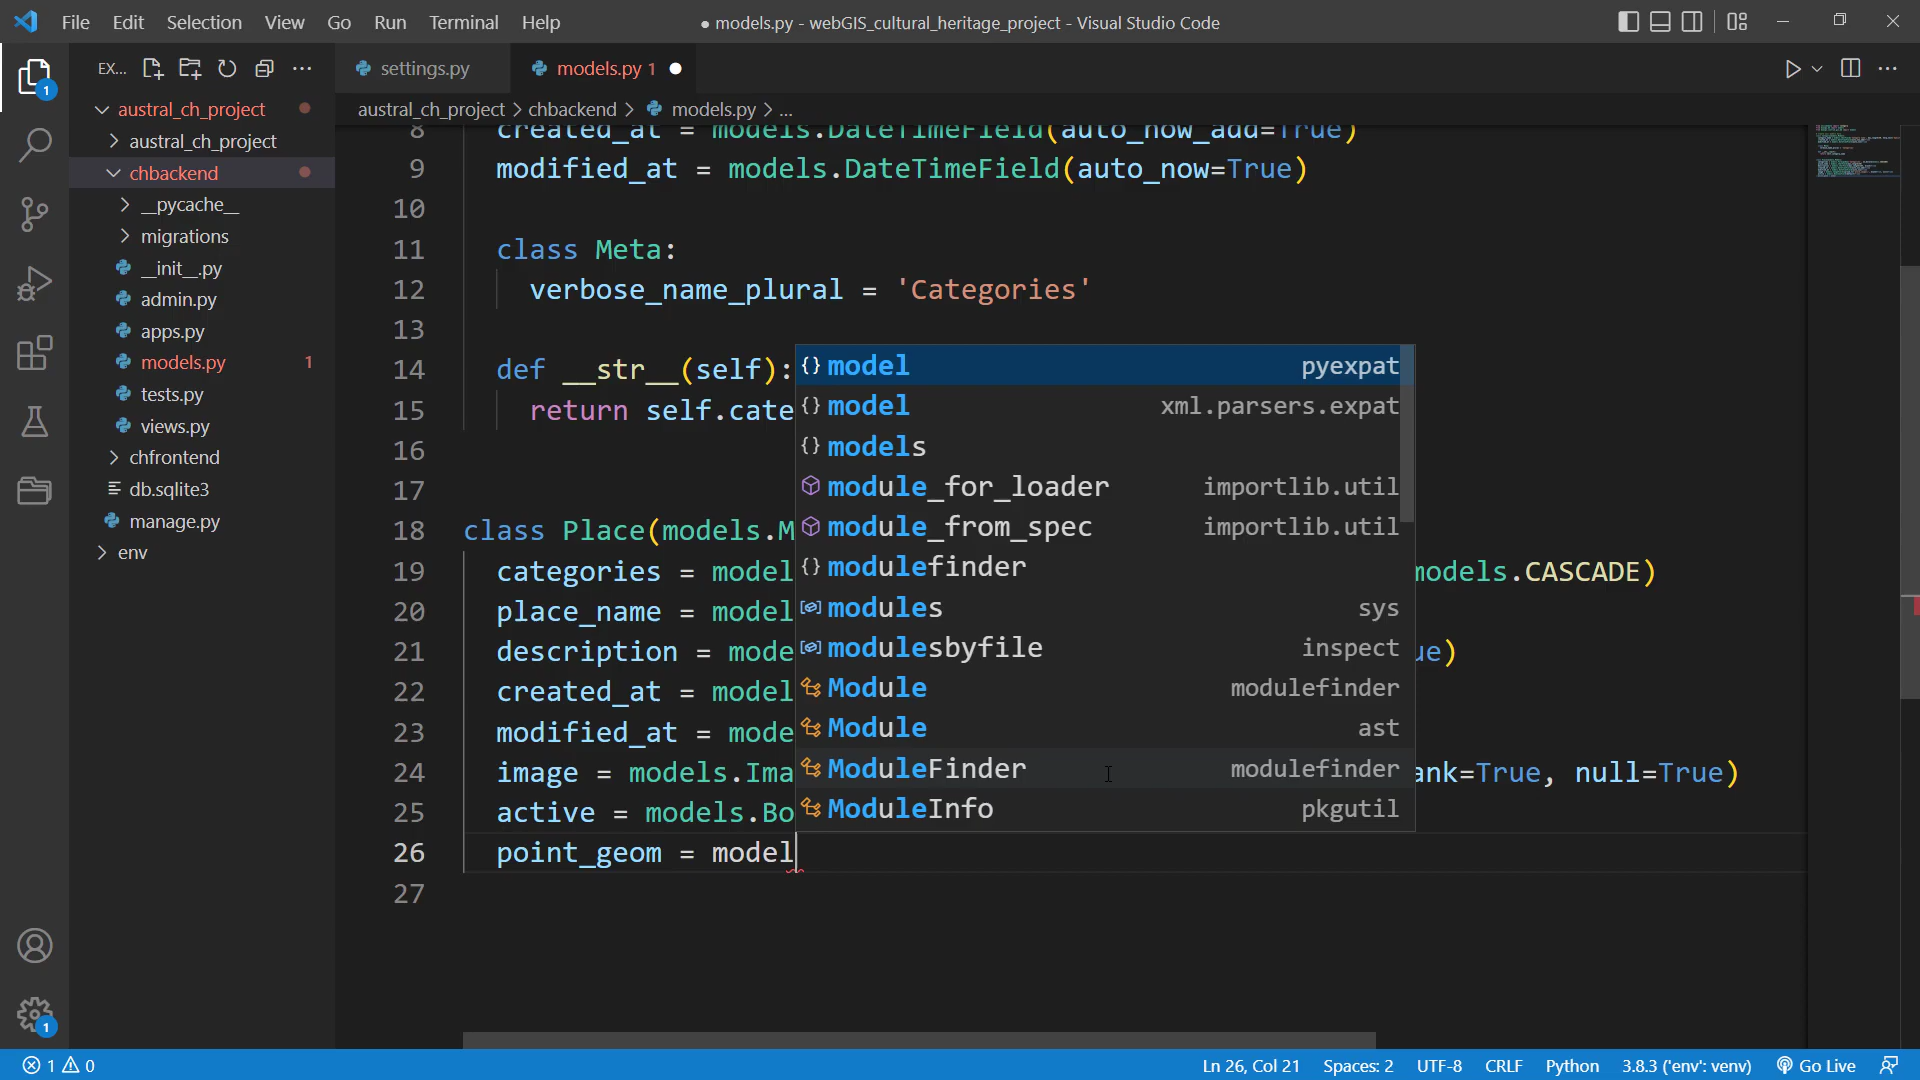 File Edit Selection View Go Run Terminal Help
● models.py - webGIS_cultural_heritage_project - Visual Studio Code
EX...
settings.py
models.py 1
austral_ch_project > chbackend > models.py > ...
1
austral_ch_project
austral_ch_project
chbackend
__pycache__
migrations
__init__.py
admin.py
apps.py
models.py 1
tests.py
views.py
chfrontend
db.sqlite3
manage.py
env
8 created_at = models.DateTimeField(auto_now_add=True)
9 modified_at = models.DateTimeField(auto_now=True)
10
11 class Meta:
12 verbose_name_plural = 'Categories'
13
14 def __str__(self):
15 return self.cate
16
17
18 class Place(models.M
19 categories = model models.CASCADE)
20 place_name = model
21 description = mode ue)
22 created_at = model
23 modified_at = mode
24 image = models.Ima ank=True, null=True)
25 active = models.Bo
26 point_geom = model
27
model pyexpat
model xml.parsers.expat
models
module_for_loader importlib.util
module_from_spec importlib.util
modulefinder
modules sys
modulesbyfile inspect
Module modulefinder
Module ast
ModuleFinder modulefinder
ModuleInfo pkgutil
1
1 0
Ln 26, Col 21 Spaces: 2 UTF-8 CRLF Python 3.8.3 ('env': venv) Go Live